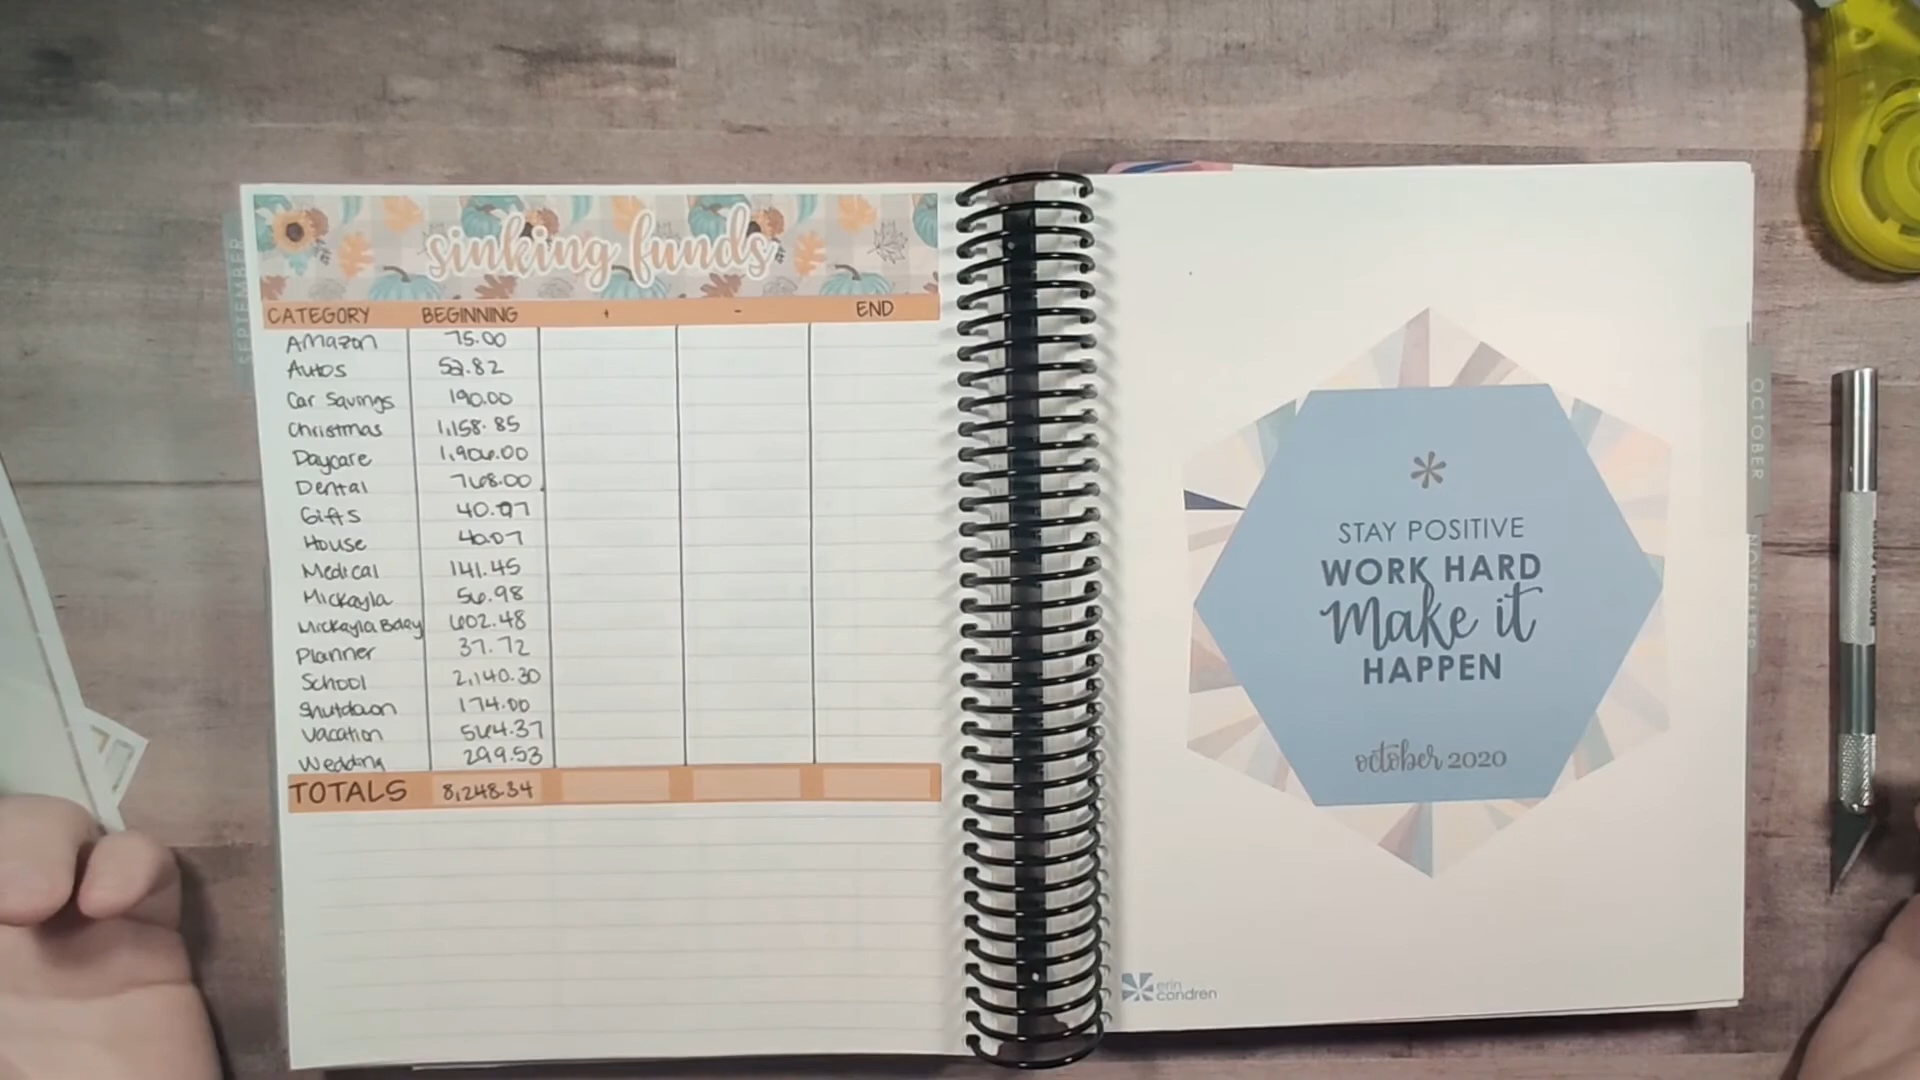 SEPTEMBER
sinking funds
CATEGORY BEGINNING + - END
Amazon 75.00
Autos 52.82
Car Savings 190.00
Christmas 1,158.85
Daycare 1,906.00
Dental 768.00
Gifts 40.77
House 40.07
Medical 141.45
Mickayla 56.98
Mickayla Bday 602.48
Planner 37.72
School 2,140.30
Shutdown 174.00
Vacation 564.37
Wedding 299.53
TOTALS 8,248.34
STAY POSITIVE
WORK HARD
make it
HAPPEN
october 2020
erin
condren
OCTOBER
NOVEMBER